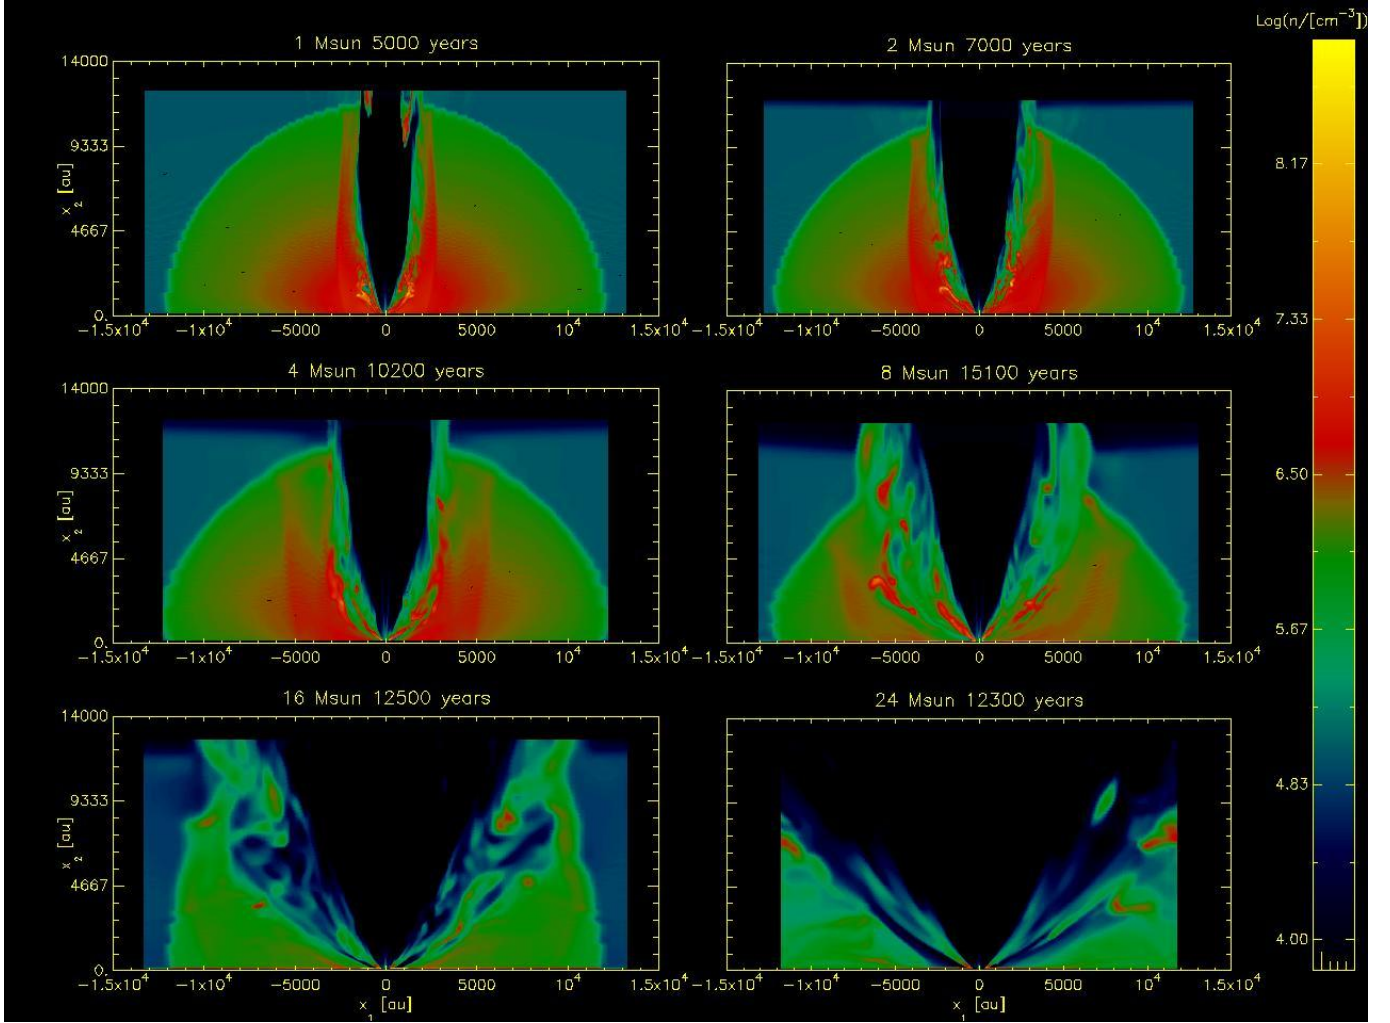 Log(n/[cm⁻³])
1 Msun 5000 years
2 Msun 7000 years
14000
9333
4667
0.
x₂ [au]
−1.5x10⁴ −1x10⁴ −5000 0 5000 10⁴ 1.5x10⁴
−1.5x10⁴ −1x10⁴ −5000 0 5000 10⁴ 1.5x10⁴
4 Msun 10200 years
8 Msun 15100 years
14000
9333
4667
0.
x₂ [au]
−1.5x10⁴ −1x10⁴ −5000 0 5000 10⁴ 1.5x10⁴
−1.5x10⁴ −1x10⁴ −5000 0 5000 10⁴ 1.5x10⁴
16 Msun 12500 years
24 Msun 12300 years
14000
9333
4667
0.
x₂ [au]
−1.5x10⁴ −1x10⁴ −5000 0 5000 10⁴ 1.5x10⁴
−1.5x10⁴ −1x10⁴ −5000 0 5000 10⁴ 1.5x10⁴
x₁ [au]
x₁ [au]
8.17
7.33
6.50
5.67
4.83
4.00